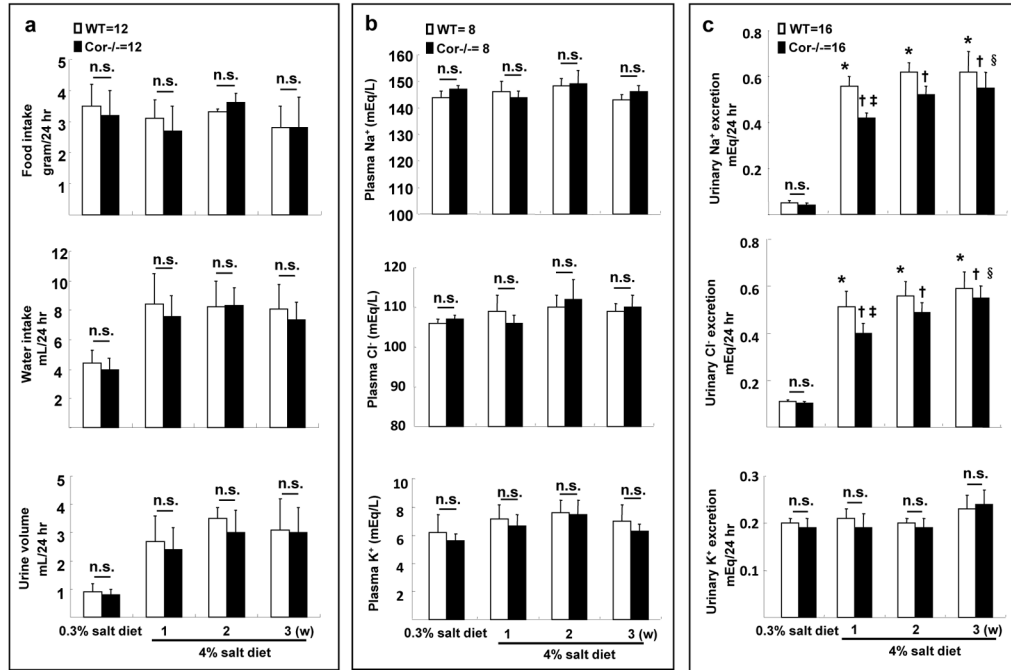 a
WT=12
Cor-/-=12
Food intake
gram/24 hr
5
4
3
2
1
n.s.
n.s.
n.s.
n.s.
Water intake
mL/24 hr
12
10
8
6
4
2
n.s.
n.s.
n.s.
n.s.
Urine volume
mL/24 hr
5
4
3
2
1
n.s.
n.s.
n.s.
n.s.
0.3% salt diet
1
2
3 (w)
4% salt diet
b
WT= 8
Cor-/-= 8
Plasma Na⁺ (mEq/L)
160
150
140
130
120
110
100
n.s.
n.s.
n.s.
n.s.
Plasma Cl⁻ (mEq/L)
120
110
100
90
80
n.s.
n.s.
n.s.
n.s.
Plasma K⁺ (mEq/L)
10
8
6
4
2
n.s.
n.s.
n.s.
n.s.
0.3% salt diet
1
2
3 (w)
4% salt diet
c
WT=16
Cor-/-=16
Urinary Na⁺ excretion
mEq/24 hr
0.8
0.6
0.4
0.2
n.s.
*
† ‡
*
†
*
† §
Urinary Cl⁻ excretion
mEq/24 hr
0.8
0.6
0.4
0.2
n.s.
*
† ‡
*
†
*
† §
Urinary K⁺ excretion
mEq/24 hr
0.3
0.2
0.1
n.s.
n.s.
n.s.
n.s.
0.3% salt diet
1
2
3 (w)
4% salt diet